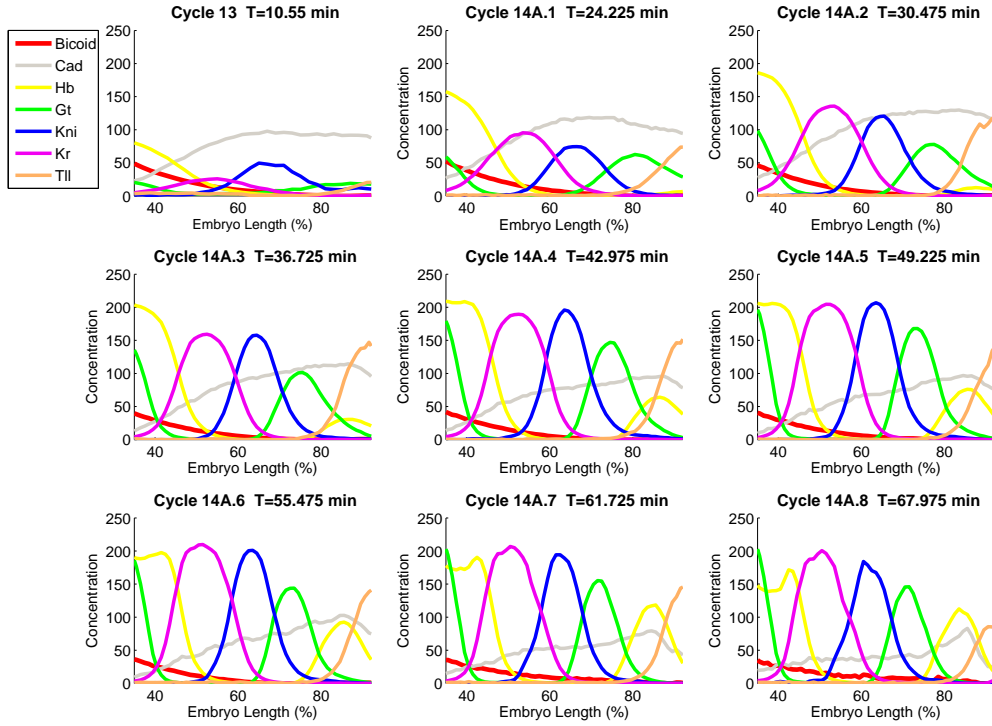 Cycle 13 T=10.55 min
Cycle 14A.1 T=24.225 min
Cycle 14A.2 T=30.475 min
Bicoid
Cad
Hb
Gt
Kni
Kr
Tll
250
200
150
100
50
0
40 60 80
Embryo Length (%)
Concentration
250
200
150
100
50
0
40 60 80
Embryo Length (%)
Concentration
250
200
150
100
50
0
40 60 80
Embryo Length (%)
Cycle 14A.3 T=36.725 min
Cycle 14A.4 T=42.975 min
Cycle 14A.5 T=49.225 min
Concentration
250
200
150
100
50
0
40 60 80
Embryo Length (%)
Concentration
250
200
150
100
50
0
40 60 80
Embryo Length (%)
Concentration
250
200
150
100
50
0
40 60 80
Embryo Length (%)
Cycle 14A.6 T=55.475 min
Cycle 14A.7 T=61.725 min
Cycle 14A.8 T=67.975 min
Concentration
250
200
150
100
50
0
40 60 80
Embryo Length (%)
Concentration
250
200
150
100
50
0
40 60 80
Embryo Length (%)
Concentration
250
200
150
100
50
0
40 60 80
Embryo Length (%)